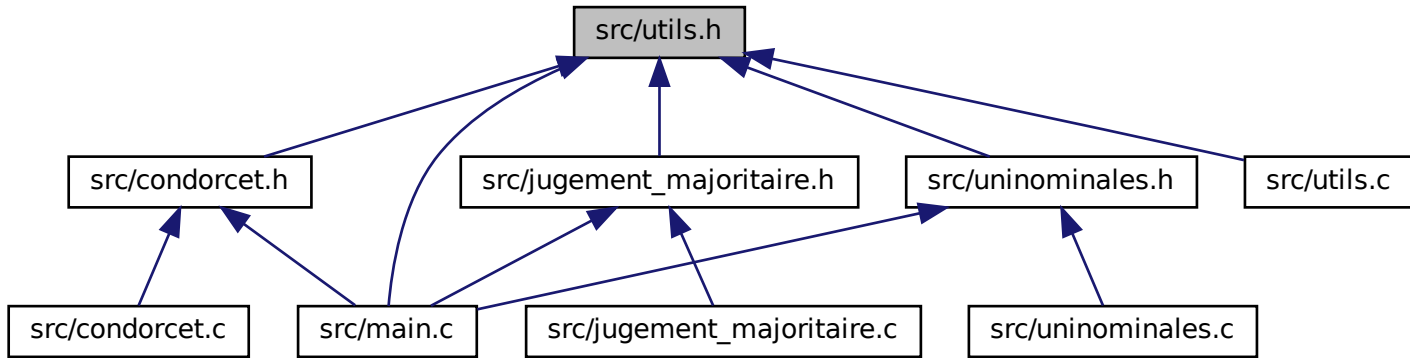 src/utils.h
src/condorcet.h
src/jugement_majoritaire.h
src/uninominales.h
src/utils.c
src/condorcet.c
src/main.c
src/jugement_majoritaire.c
src/uninominales.c